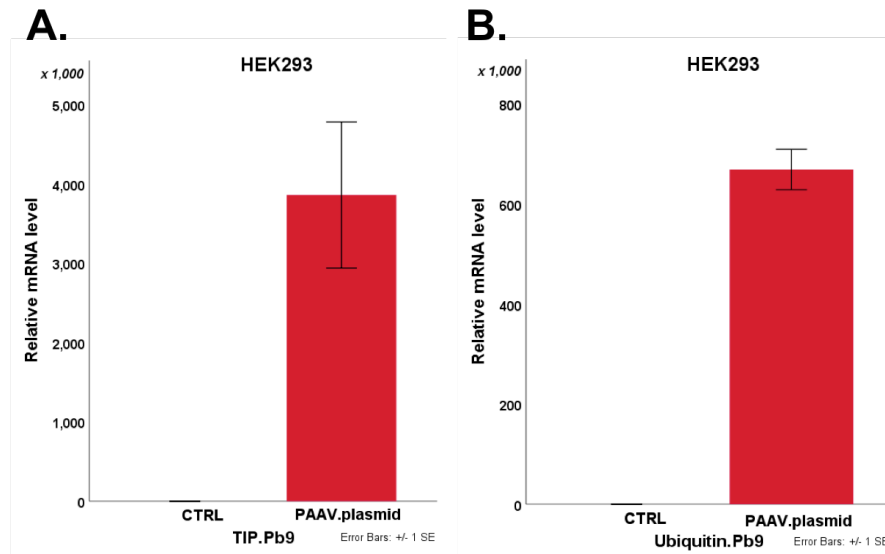 A.
HEK293
x 1,000
5,000
4,000
3,000
2,000
1,000
0
Relative mRNA level
CTRL PAAV.plasmid
TIP.Pb9
Error Bars: +/- 1 SE
B.
HEK293
x 1,000
800
600
400
200
0
Relative mRNA level
CTRL PAAV.plasmid
Ubiquitin.Pb9
Error Bars: +/- 1 SE